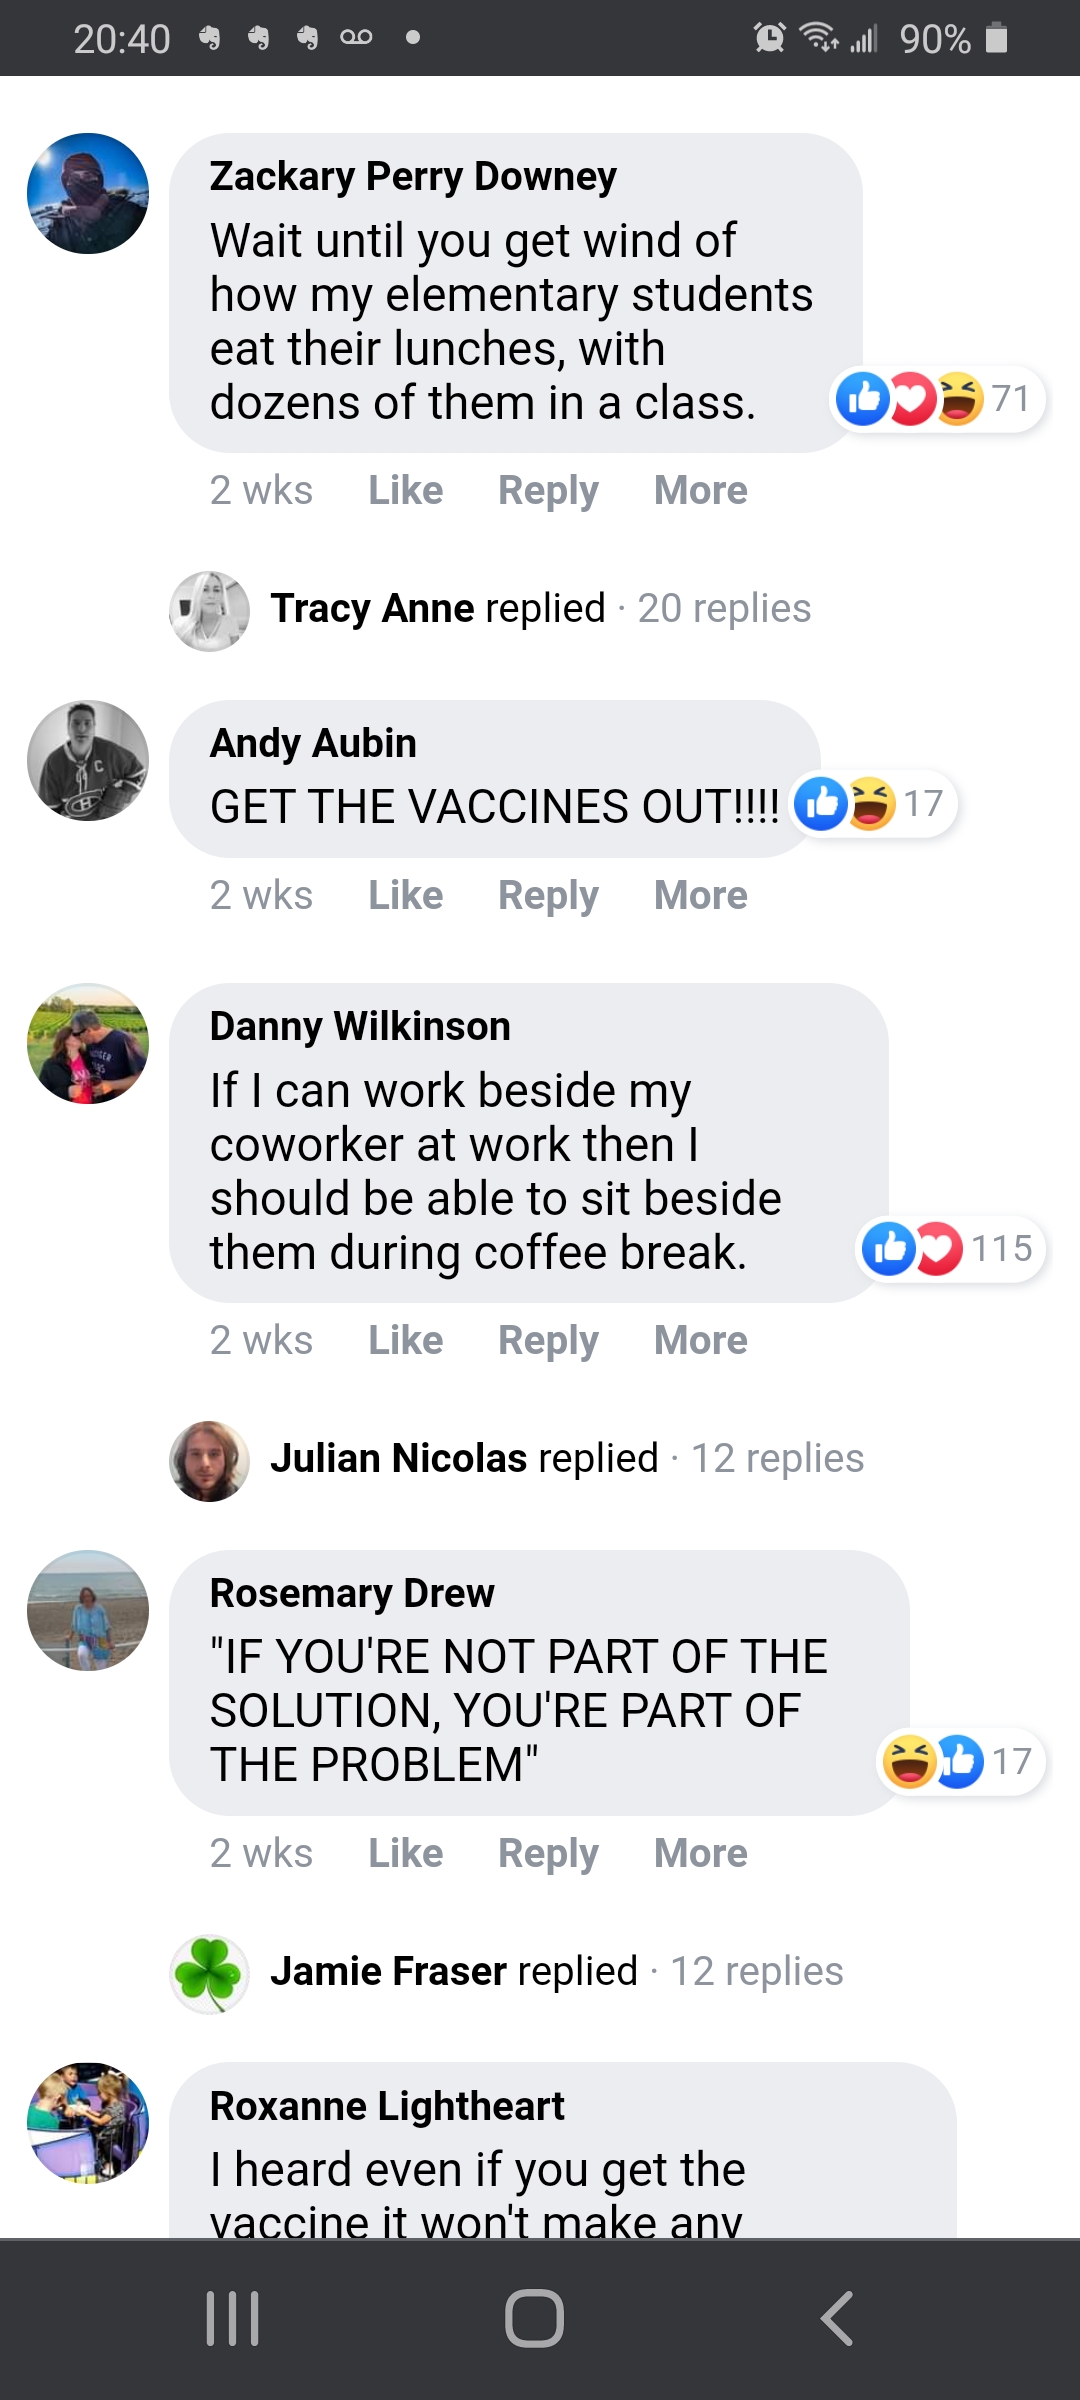 20:40 90%
Zackary Perry Downey
Wait until you get wind of
how my elementary students
eat their lunches, with
dozens of them in a class.
71
2 wks Like Reply More
Tracy Anne replied · 20 replies
Andy Aubin
GET THE VACCINES OUT!!!!
17
2 wks Like Reply More
Danny Wilkinson
If I can work beside my
coworker at work then I
should be able to sit beside
them during coffee break.
115
2 wks Like Reply More
Julian Nicolas replied · 12 replies
Rosemary Drew
"IF YOU'RE NOT PART OF THE
SOLUTION, YOU'RE PART OF
THE PROBLEM"
17
2 wks Like Reply More
Jamie Fraser replied · 12 replies
Roxanne Lightheart
I heard even if you get the
vaccine it won't make any